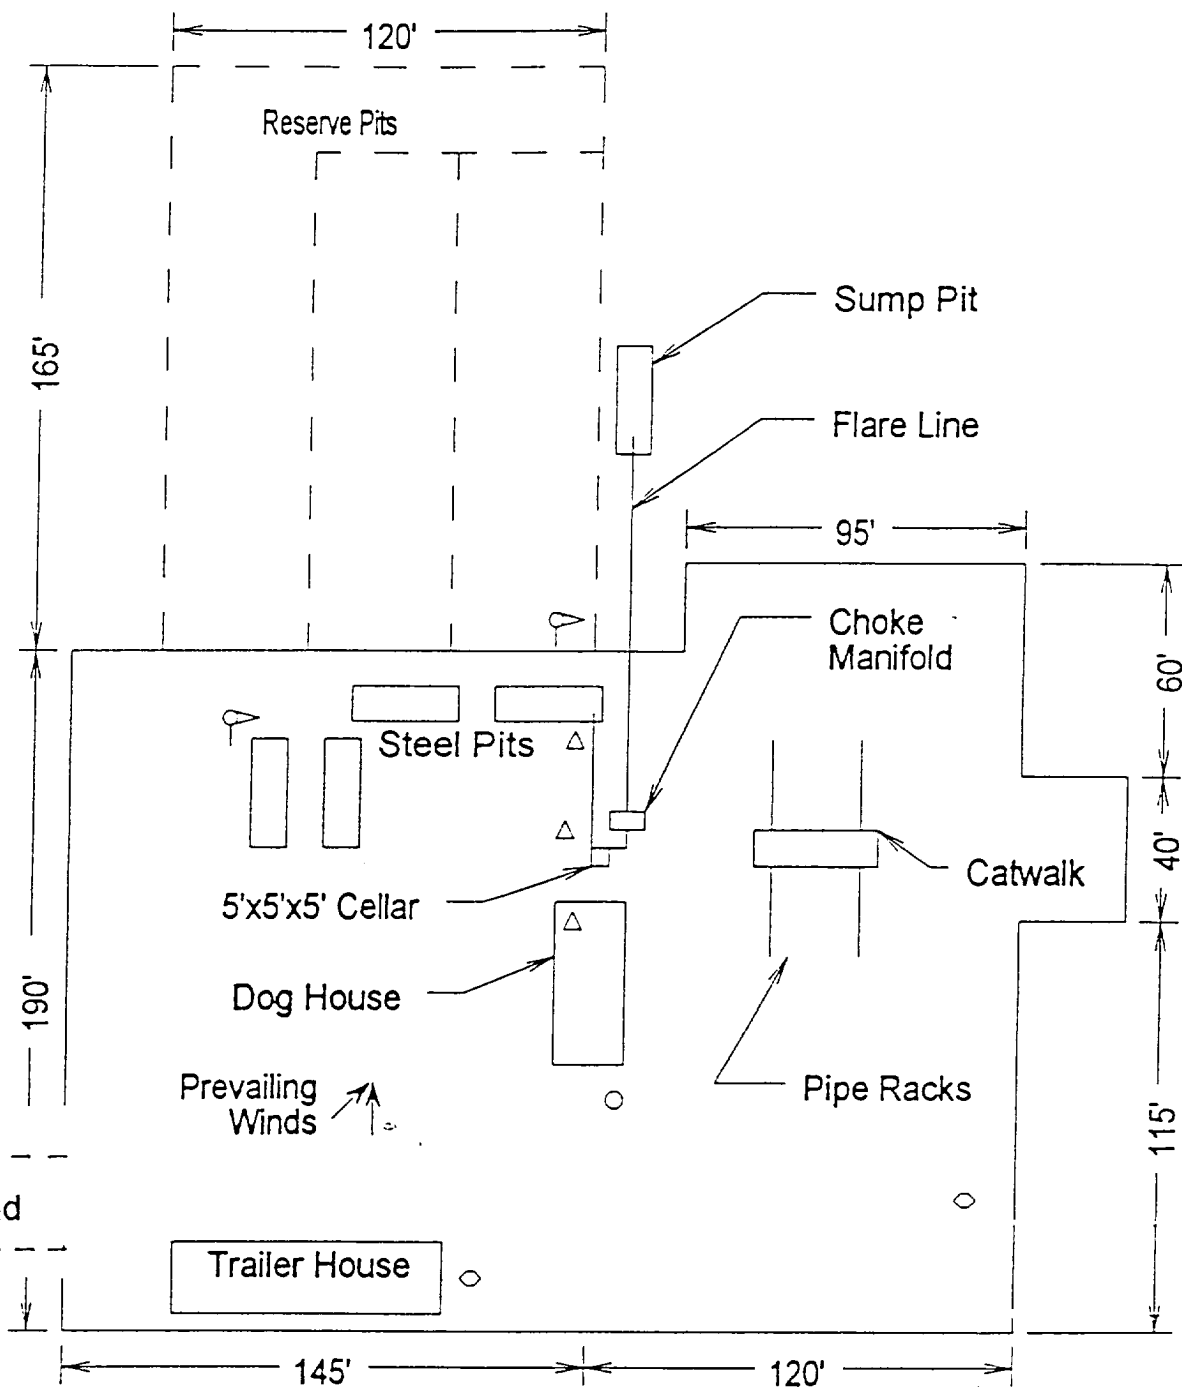 120'
Reserve Pits
165'
Sump Pit
Flare Line
95'
Choke
Manifold
60'
Steel Pits
40'
Catwalk
5'x5'x5' Cellar
190'
Dog House
Prevailing
Winds
Pipe Racks
115'
d
Trailer House
145'
120'